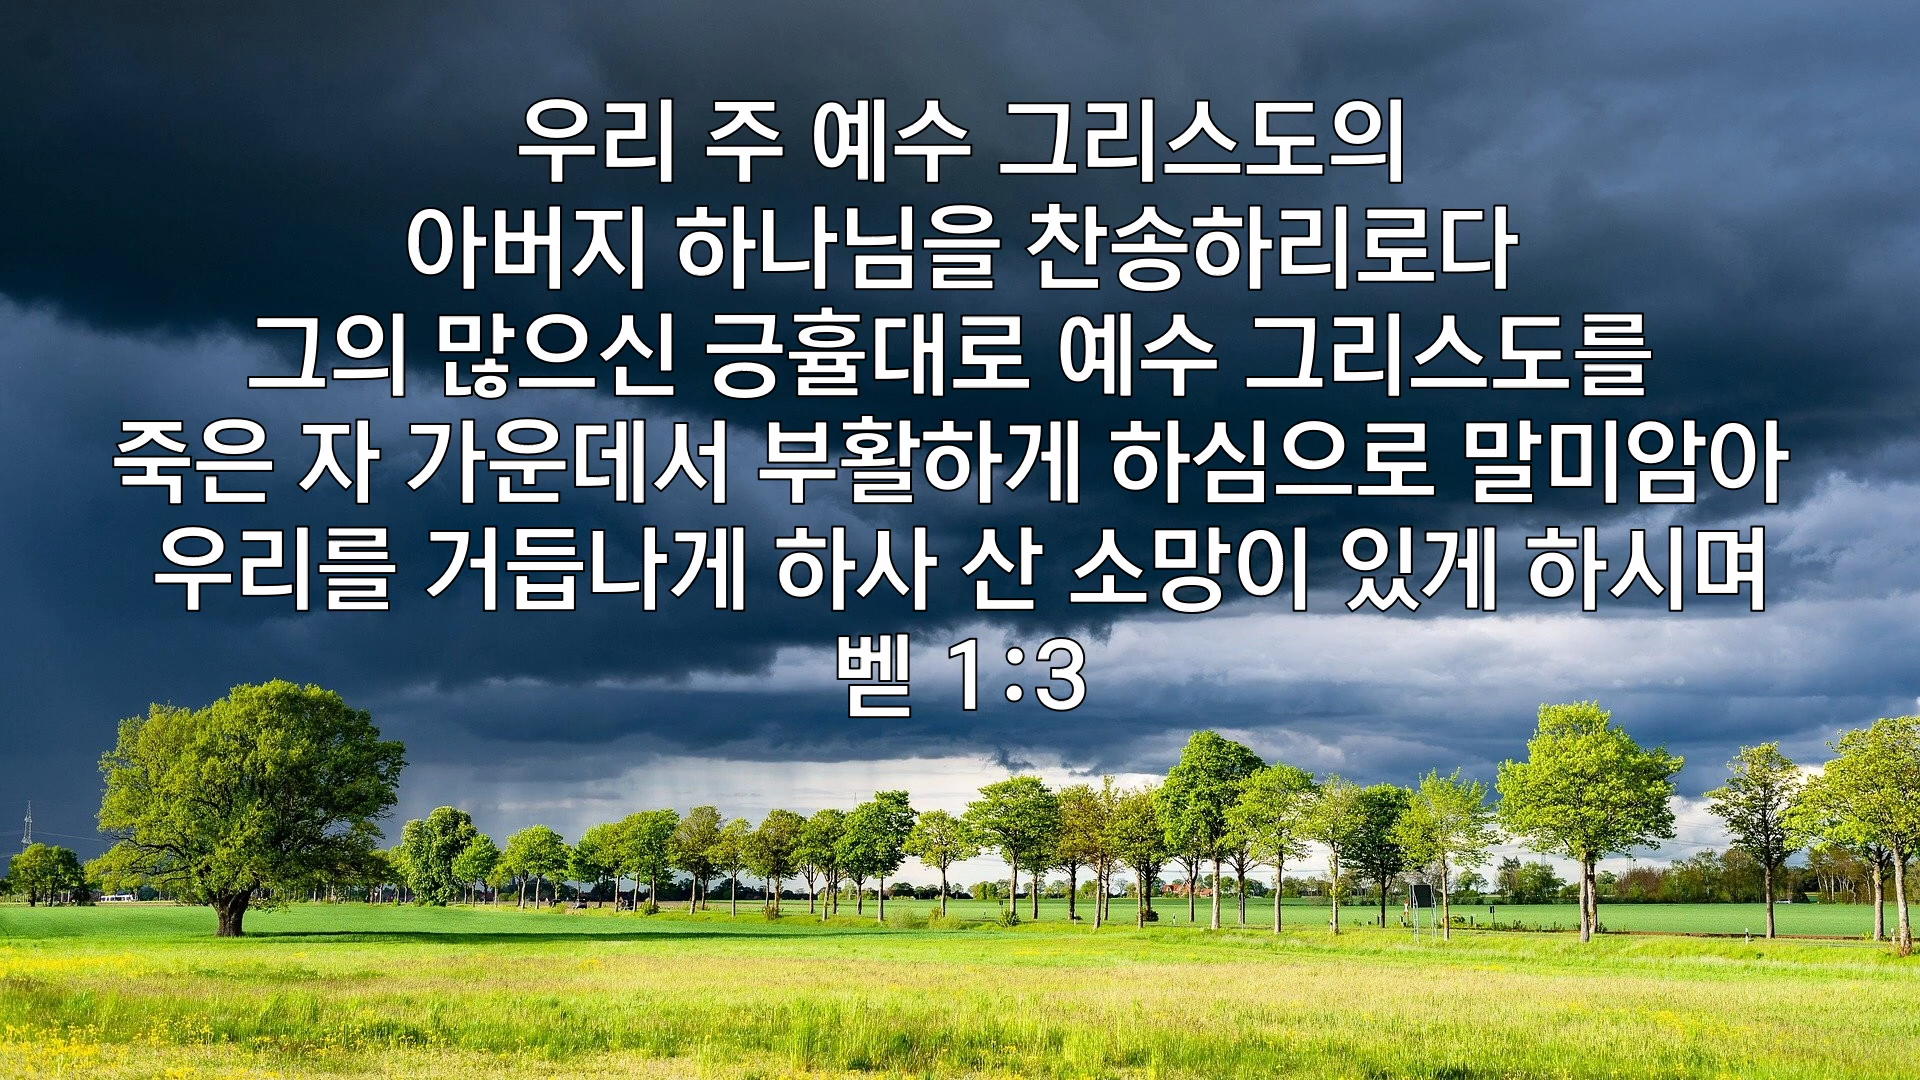 우리 주 예수 그리스도의
아버지 하나님을 찬송하리로다
그의 많으신 긍휼대로 예수 그리스도를
죽은 자 가운데서 부활하게 하심으로 말미암아
우리를 거듭나게 하사 산 소망이 있게 하시며
벧 1:3